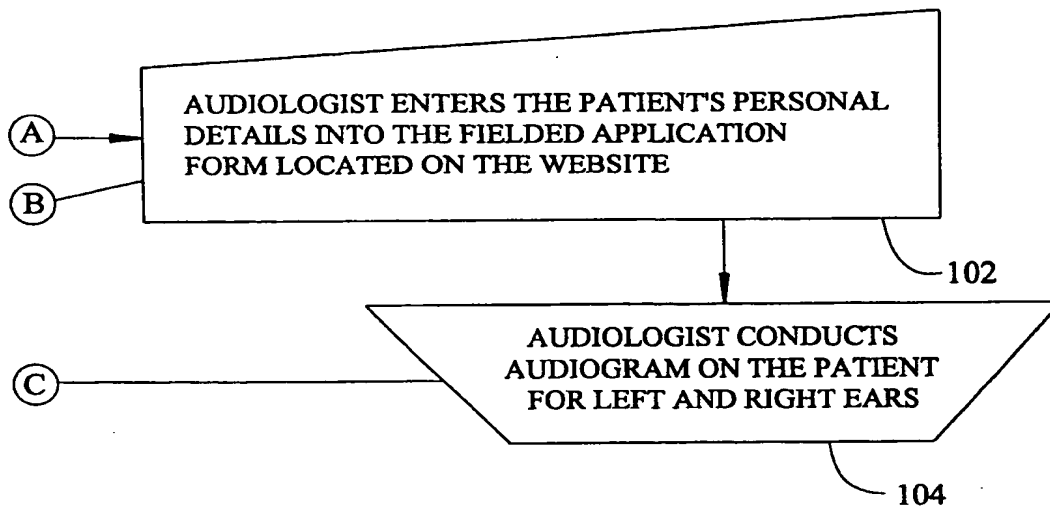 AUDIOLOGIST ENTERS THE PATIENT'S PERSONAL
DETAILS INTO THE FIELDED APPLICATION
FORM LOCATED ON THE WEBSITE
A
B
102
AUDIOLOGIST CONDUCTS
AUDIOGRAM ON THE PATIENT
FOR LEFT AND RIGHT EARS
C
104